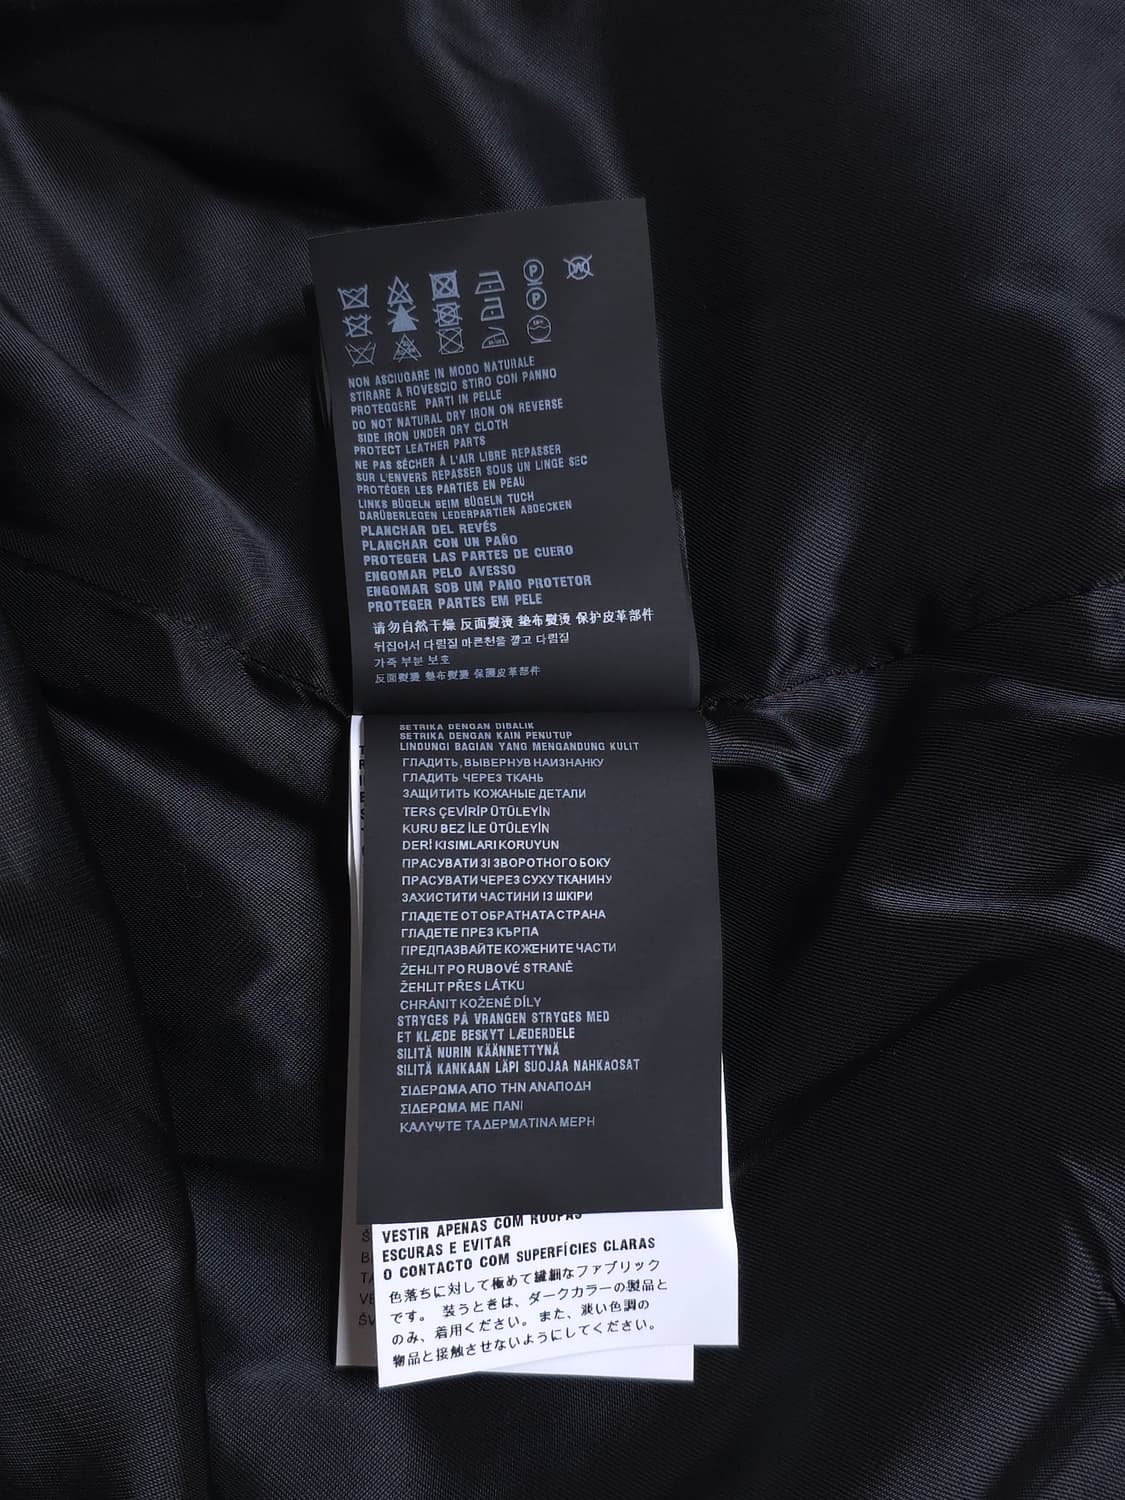 NON ASCIUGARE IN MODO NATURALE
STIRARE A ROVESCIO STIRO CON PANNO
PROTEGGERE PARTI IN PELLE
DO NOT NATURAL DRY IRON ON REVERSE
SIDE IRON UNDER DRY CLOTH
PROTECT LEATHER PARTS
NE PAS SÉCHER À L'AIR LIBRE REPASSER
SUR L'ENVERS REPASSER SOUS UN LINGE SEC
PROTÉGER LES PARTIES EN PEAU
LINKS BÜGELN BEIM BÜGELN TUCH
DARÜBERLEGEN LEDERPARTIEN ABDECKEN
PLANCHAR DEL REVÉS
PLANCHAR CON UN PAÑO
PROTEGER LAS PARTES DE CUERO
ENGOMAR PELO AVESSO
ENGOMAR SOB UM PANO PROTETOR
PROTEGER PARTES EM PELE
请勿自然干燥 反面熨烫 垫布熨烫 保护皮革部件
뒤집어서 다림질 마른천을 깔고 다림질
가죽 부분 보호
反面熨燙 墊布熨燙 保護皮革部件
SETRIKA DENGAN DIBALIK
SETRIKA DENGAN KAIN PENUTUP
LINDUNGI BAGIAN YANG MENGANDUNG KULIT
ГЛАДИТЬ, ВЫВЕРНУВ НАИЗНАНКУ
ГЛАДИТЬ ЧЕРЕЗ ТКАНЬ
ЗАЩИТИТЬ КОЖАНЫЕ ДЕТАЛИ
TERS ÇEVİRİP ÜTÜLEYİN
KURU BEZ İLE ÜTÜLEYİN
DERİ KISIMLARI KORUYUN
ПРАСУВАТИ ЗІ ЗВОРОТНОГО БОКУ
ПРАСУВАТИ ЧЕРЕЗ СУХУ ТКАНИНУ
ЗАХИСТИТИ ЧАСТИНИ ІЗ ШКІРИ
ГЛАДЕТЕ ОТ ОБРАТНАТА СТРАНА
ГЛАДЕТЕ ПРЕЗ КЪРПА
ПРЕДПАЗВАЙТЕ КОЖЕНИТЕ ЧАСТИ
ŽEHLIT PO RUBOVÉ STRANĚ
ŽEHLIT PŘES LÁTKU
CHRÁNIT KOŽENÉ DÍLY
STRYGES PÅ VRANGEN STRYGES MED
ET KLÆDE BESKYT LÆDERDELE
SILITÄ NURIN KÄÄNNETTYNÄ
SILITÄ KANKAAN LÄPI SUOJAA NAHKAOSAT
ΣΙΔΕΡΩΜΑ ΑΠΟ ΤΗΝ ΑΝΑΠΟΔΗ
ΣΙΔΕΡΩΜΑ ΜΕ ΠΑΝΙ
ΚΑΛΥΨΤΕ ΤΑ ΔΕΡΜΑΤΙΝΑ ΜΕΡΗ
VESTIR APENAS COM ROUPAS
ESCURAS E EVITAR
O CONTACTO COM SUPERFÍCIES CLARAS
色落ちに対して極めて繊細なファブリック
です。 装うときは、ダークカラーの製品と
のみ、着用ください。また、淡い色調の
物品と接触させないようにしてください。